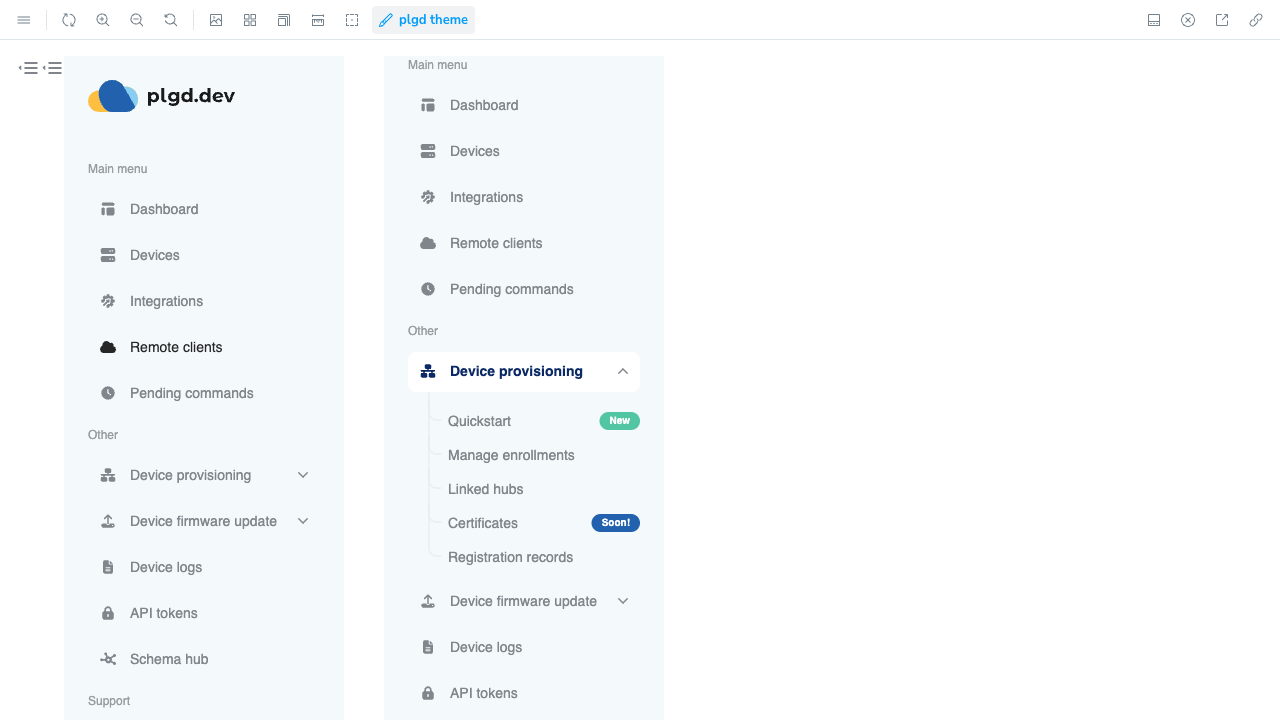 plgd theme
plgd.dev
Main menu
Dashboard
Devices
Integrations
Remote clients
Pending commands
Other
Device provisioning
Device firmware update
Device logs
API tokens
Schema hub
Support
Main menu
Dashboard
Devices
Integrations
Remote clients
Pending commands
Other
Device provisioning
Quickstart New
Manage enrollments
Linked hubs
Certificates Soon!
Registration records
Device firmware update
Device logs
API tokens